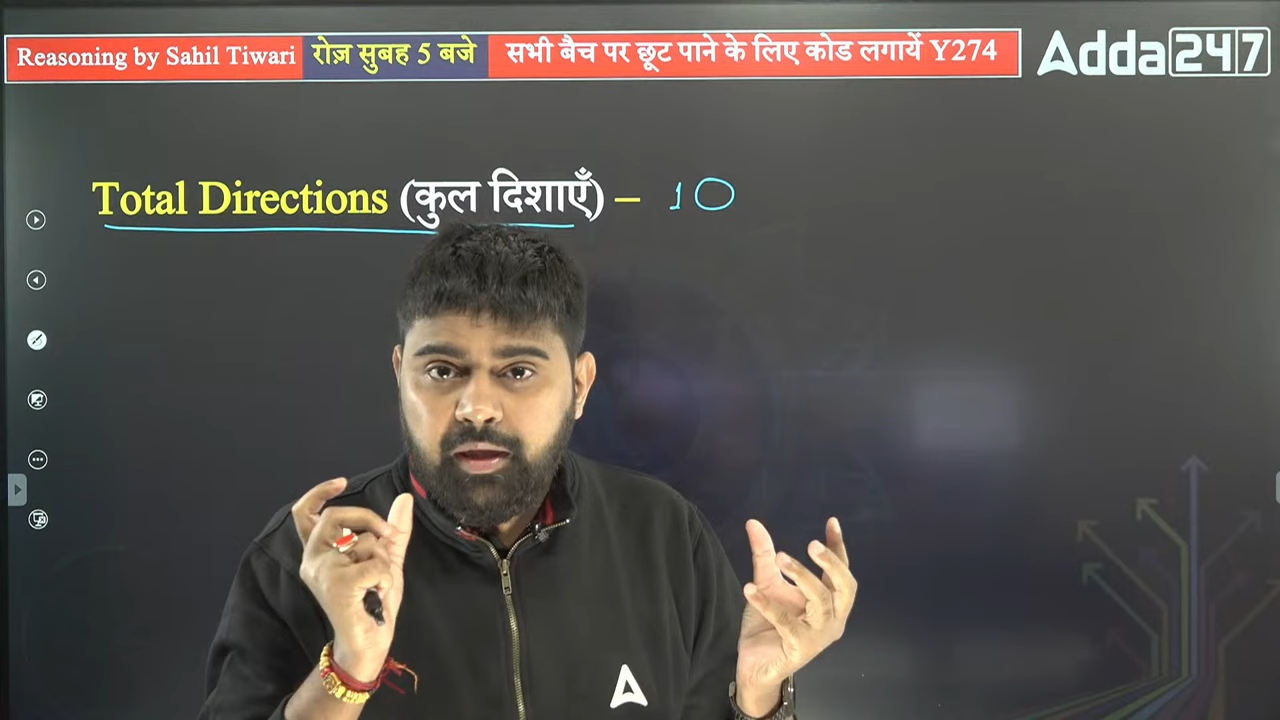 Reasoning by Sahil Tiwari रोज़ सुबह 5 बजे सभी बैच पर छूट पाने के लिए कोड लगायें Y274 Adda247
Total Directions (कुल दिशाएँ) – 10